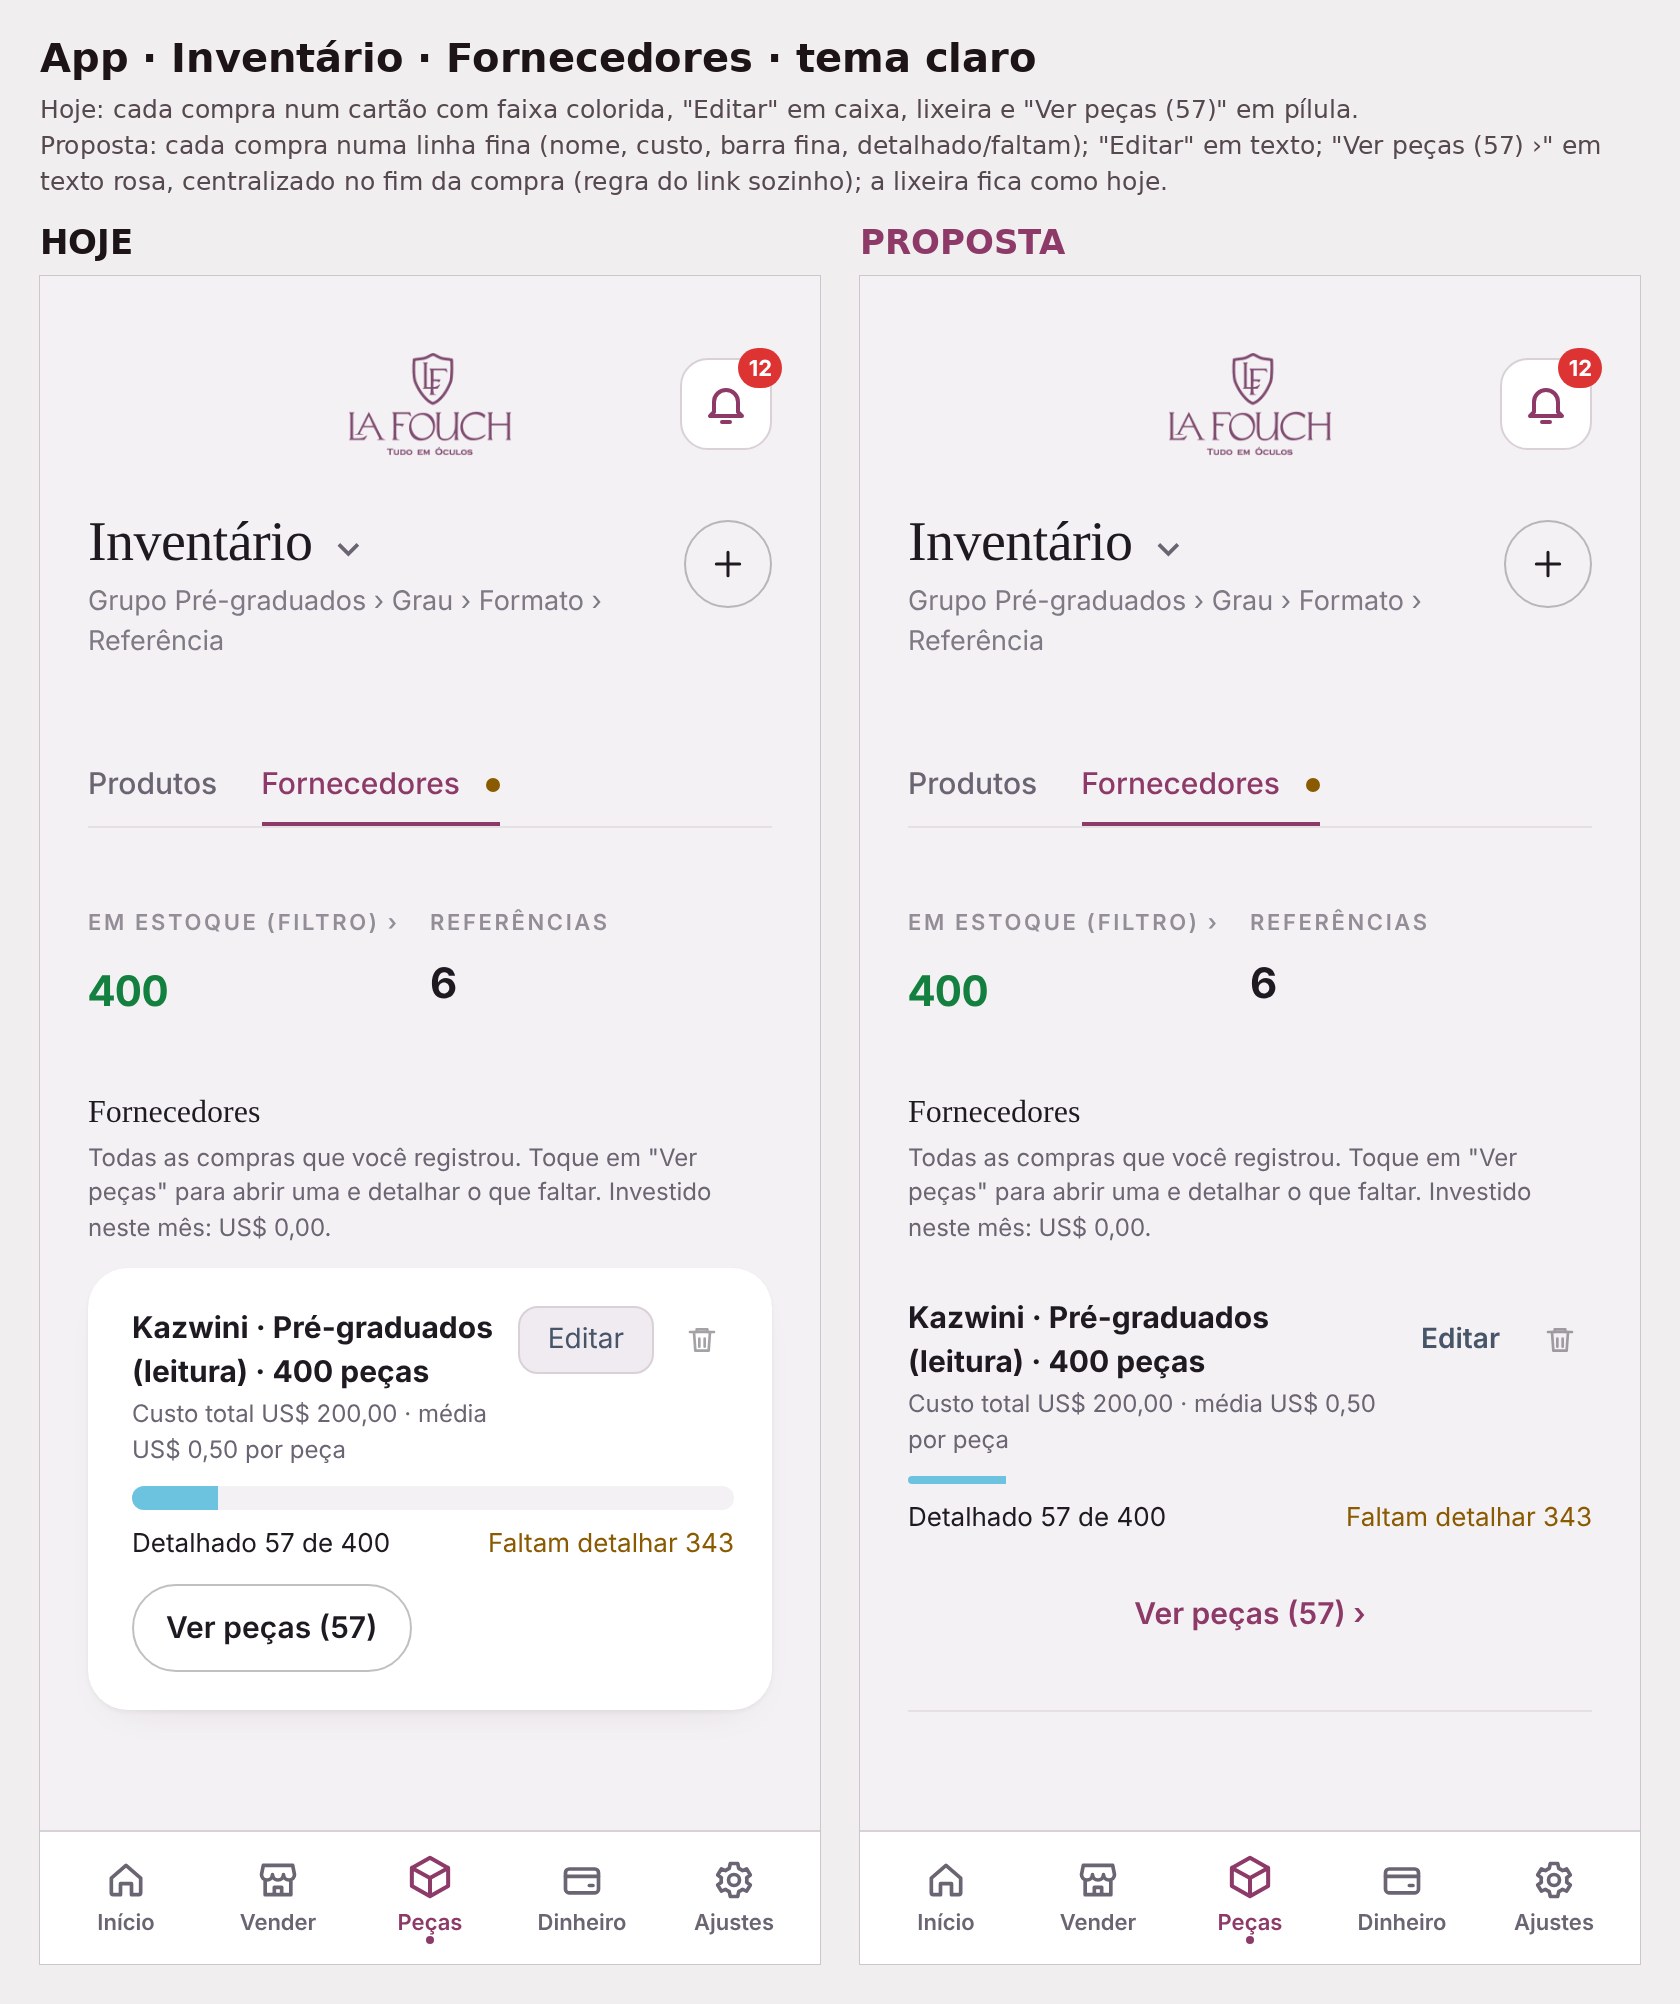 App · Inventário · Fornecedores · tema claro
Hoje: cada compra num cartão com faixa colorida, "Editar" em caixa, lixeira e "Ver peças (57)" em pílula.
Proposta: cada compra numa linha fina (nome, custo, barra fina, detalhado/faltam); "Editar" em texto; "Ver peças (57) ›" em
texto rosa, centralizado no fim da compra (regra do link sozinho); a lixeira fica como hoje.
HOJE
LF
LA FOUCH
TUDO EM ÓCULOS
12
Inventário
Grupo Pré-graduados › Grau › Formato ›
Referência
Produtos Fornecedores
EM ESTOQUE (FILTRO) › REFERÊNCIAS
400 6
Fornecedores
Todas as compras que você registrou. Toque em "Ver
peças" para abrir uma e detalhar o que faltar. Investido
neste mês: US$ 0,00.
Kazwini · Pré-graduados
(leitura) · 400 peças
Editar
Custo total US$ 200,00 · média
US$ 0,50 por peça
Detalhado 57 de 400 Faltam detalhar 343
Ver peças (57)
Início Vender Peças Dinheiro Ajustes
PROPOSTA
LF
LA FOUCH
TUDO EM ÓCULOS
12
Inventário
Grupo Pré-graduados › Grau › Formato ›
Referência
Produtos Fornecedores
EM ESTOQUE (FILTRO) › REFERÊNCIAS
400 6
Fornecedores
Todas as compras que você registrou. Toque em "Ver
peças" para abrir uma e detalhar o que faltar. Investido
neste mês: US$ 0,00.
Kazwini · Pré-graduados
(leitura) · 400 peças
Editar
Custo total US$ 200,00 · média US$ 0,50
por peça
Detalhado 57 de 400 Faltam detalhar 343
Ver peças (57) ›
Início Vender Peças Dinheiro Ajustes